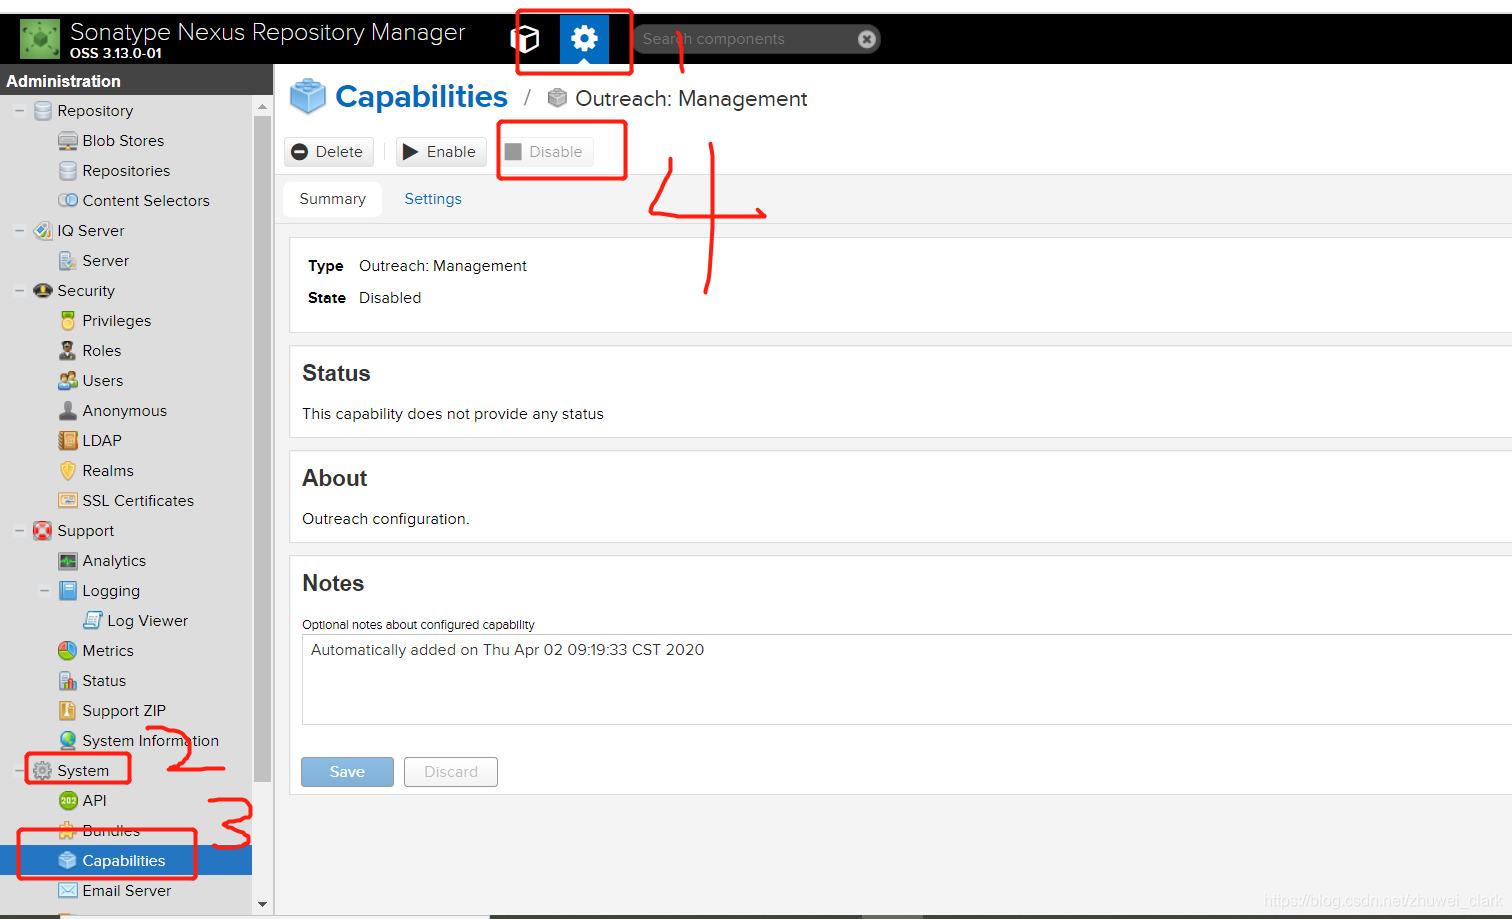 Sonatype Nexus Repository Manager
OSS 3.13.0-01
Search components
1
Administration
Repository
Blob Stores
Repositories
Content Selectors
IQ Server
Server
Security
Privileges
Roles
Users
Anonymous
LDAP
Realms
SSL Certificates
Support
Analytics
Logging
Log Viewer
Metrics
Status
Support ZIP
System Information
2
System
API
3
Bundles
Capabilities
Email Server
Capabilities / Outreach: Management
Delete Enable Disable
4
Summary Settings
Type Outreach: Management
State Disabled
Status
This capability does not provide any status
About
Outreach configuration.
Notes
Optional notes about configured capability
Automatically added on Thu Apr 02 09:19:33 CST 2020
Save Discard
https://blog.csdn.net/zhuwei_clark